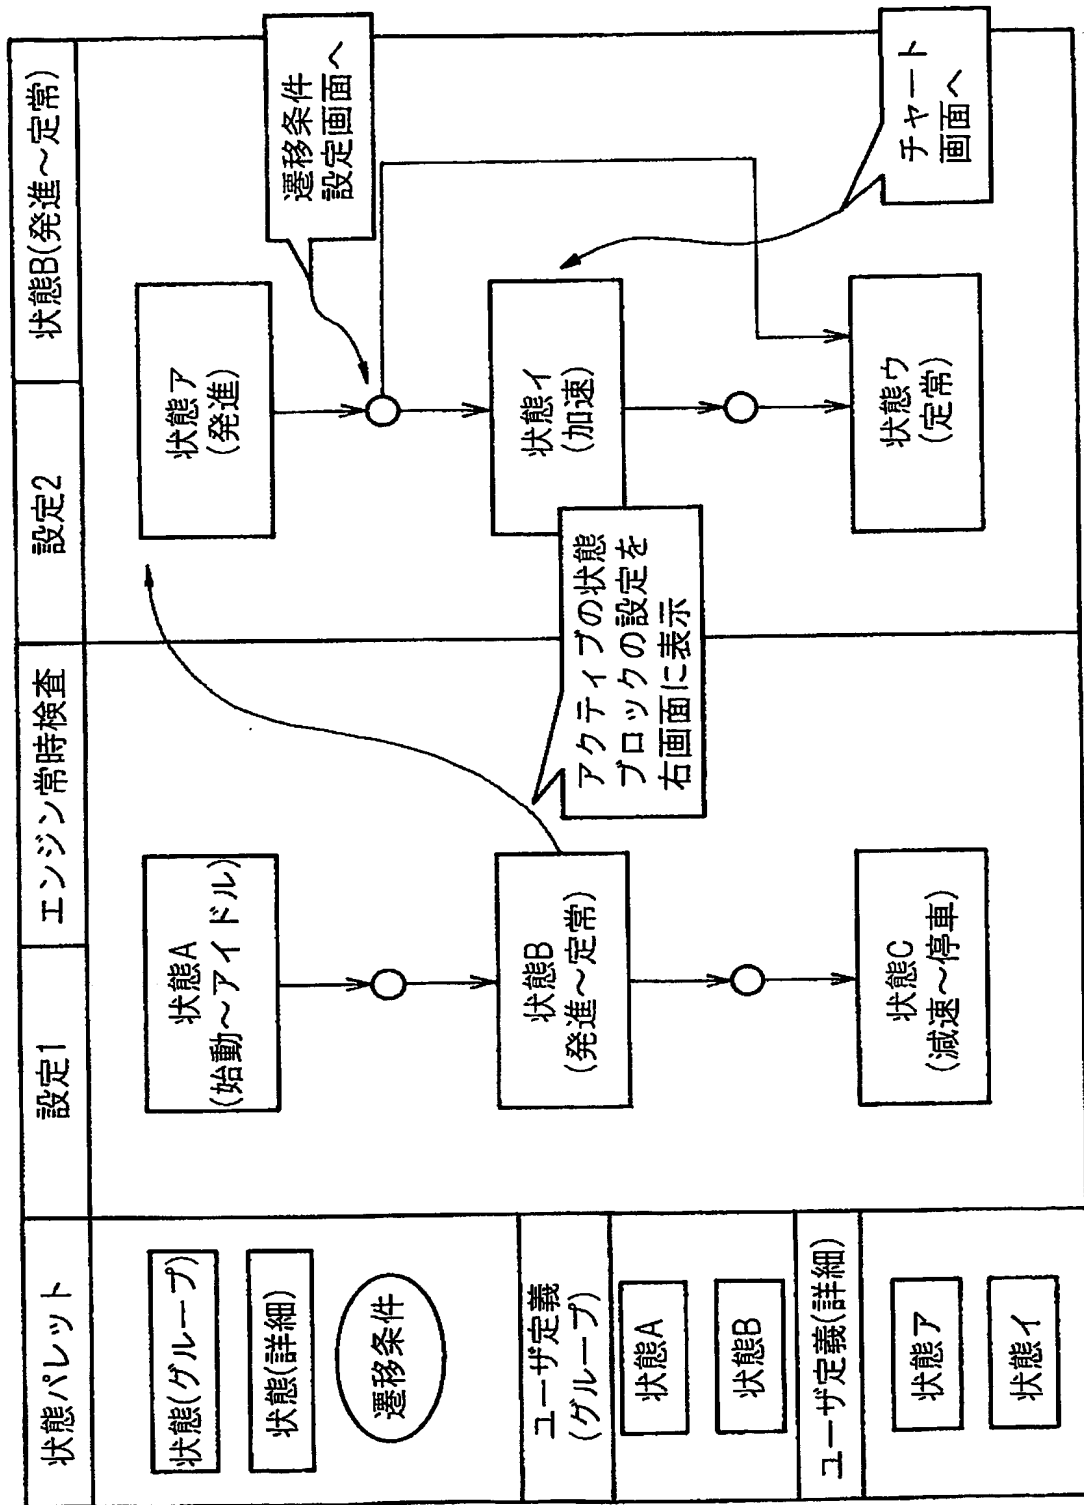 状態パレット
状態(グループ)
状態(詳細)
遷移条件
ユーザ定義
(グループ)
状態A
状態B
ユーザ定義(詳細)
状態ア
状態イ
設定1
エンジン常時検査
状態A
(始動～アイドル)
状態B
(発進～定常)
状態C
(減速～停車)
アクティブの状態
ブロックの設定を
右画面に表示
設定2
状態B(発進～定常)
状態ア
(発進)
遷移条件
設定画面へ
状態イ
(加速)
状態ウ
(定常)
チャート
画面へ